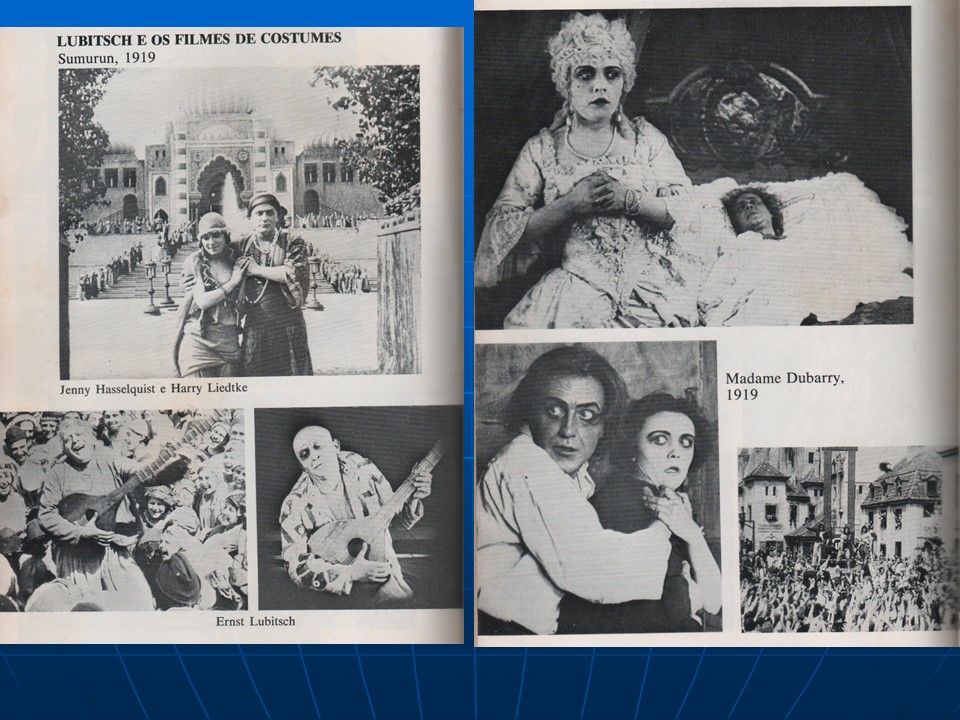 LUBITSCH E OS FILMES DE COSTUMES
Sumurun, 1919
Jenny Hasselquist e Harry Liedtke
Ernst Lubitsch
Madame Dubarry,
1919